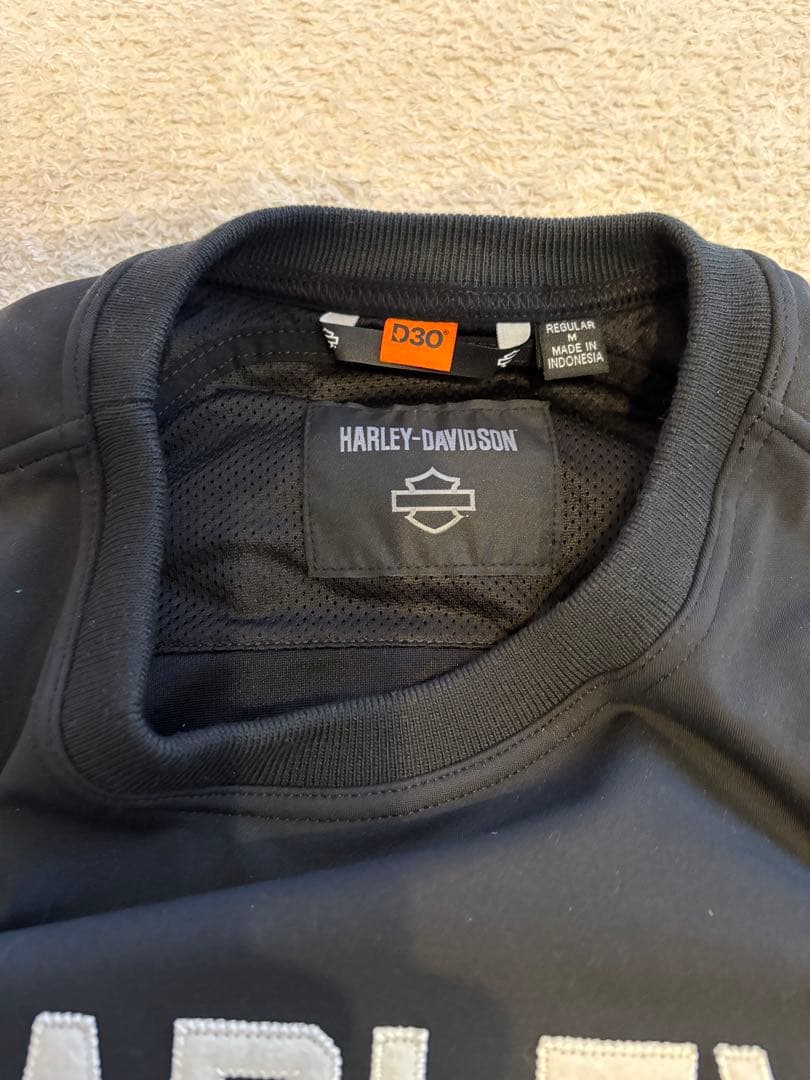 D3O®
REGULAR
M
MADE IN
INDONESIA
HARLEY-DAVIDSON